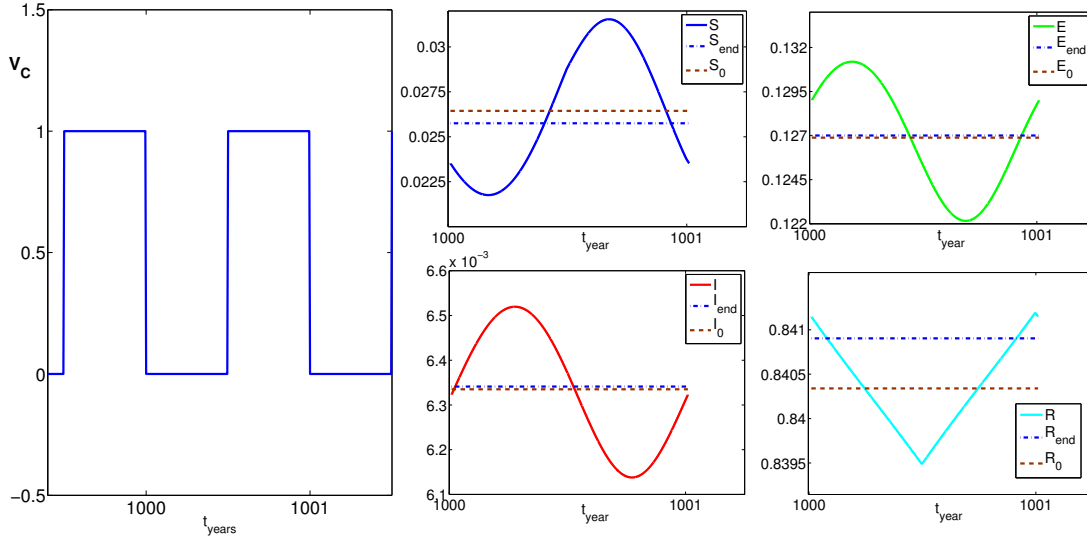 1.5
V_C
1
0.5
0
−0.5
1000
1001
t_years
0.03
0.0275
0.025
0.0225
1000
t_year
1001
S
S_end
S_0
0.132
0.1295
0.127
0.1245
0.122
1000
t_year
1001
E
E_end
E_0
x 10^−3
6.6
6.5
6.4
6.3
6.2
6.1
1000
t_year
1001
I
I_end
I_0
0.841
0.8405
0.84
0.8395
1000
t_year
1001
R
R_end
R_0